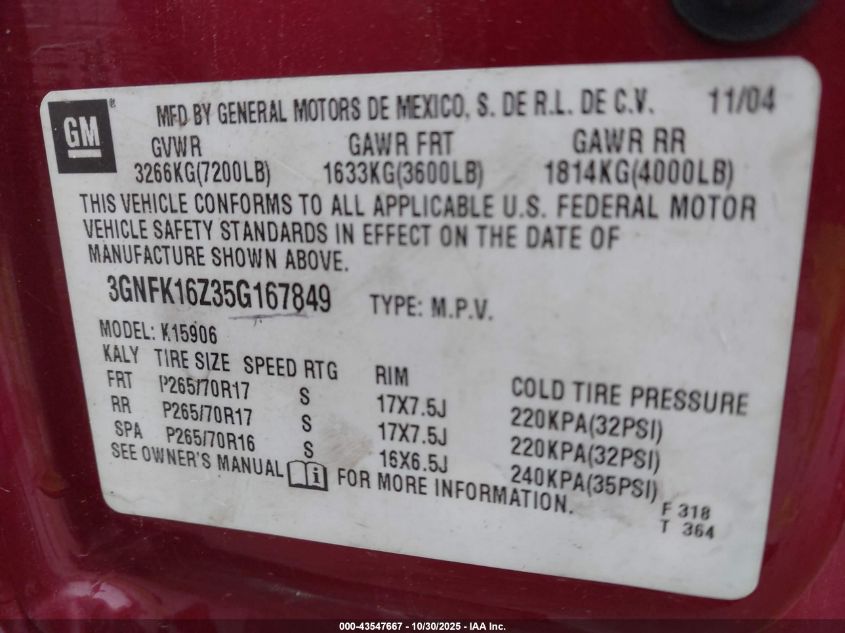 GM® MFD BY GENERAL MOTORS DE MEXICO, S. DE R.L. DE C.V. 11/04
GVWR GAWR FRT GAWR RR
3266KG(7200LB) 1633KG(3600LB) 1814KG(4000LB)
THIS VEHICLE CONFORMS TO ALL APPLICABLE U.S. FEDERAL MOTOR
VEHICLE SAFETY STANDARDS IN EFFECT ON THE DATE OF
MANUFACTURE SHOWN ABOVE.
3GNFK16Z35G167849 TYPE: M.P.V.
MODEL: K15906
KALY TIRE SIZE SPEED RTG RIM COLD TIRE PRESSURE
FRT P265/70R17 S 17X7.5J 220KPA(32PSI)
RR P265/70R17 S 17X7.5J 220KPA(32PSI)
SPA P265/70R16 S 16X6.5J 240KPA(35PSI)
SEE OWNER'S MANUAL i FOR MORE INFORMATION.
F 318
T 364
000-43547667 - 10/30/2025 - IAA Inc.